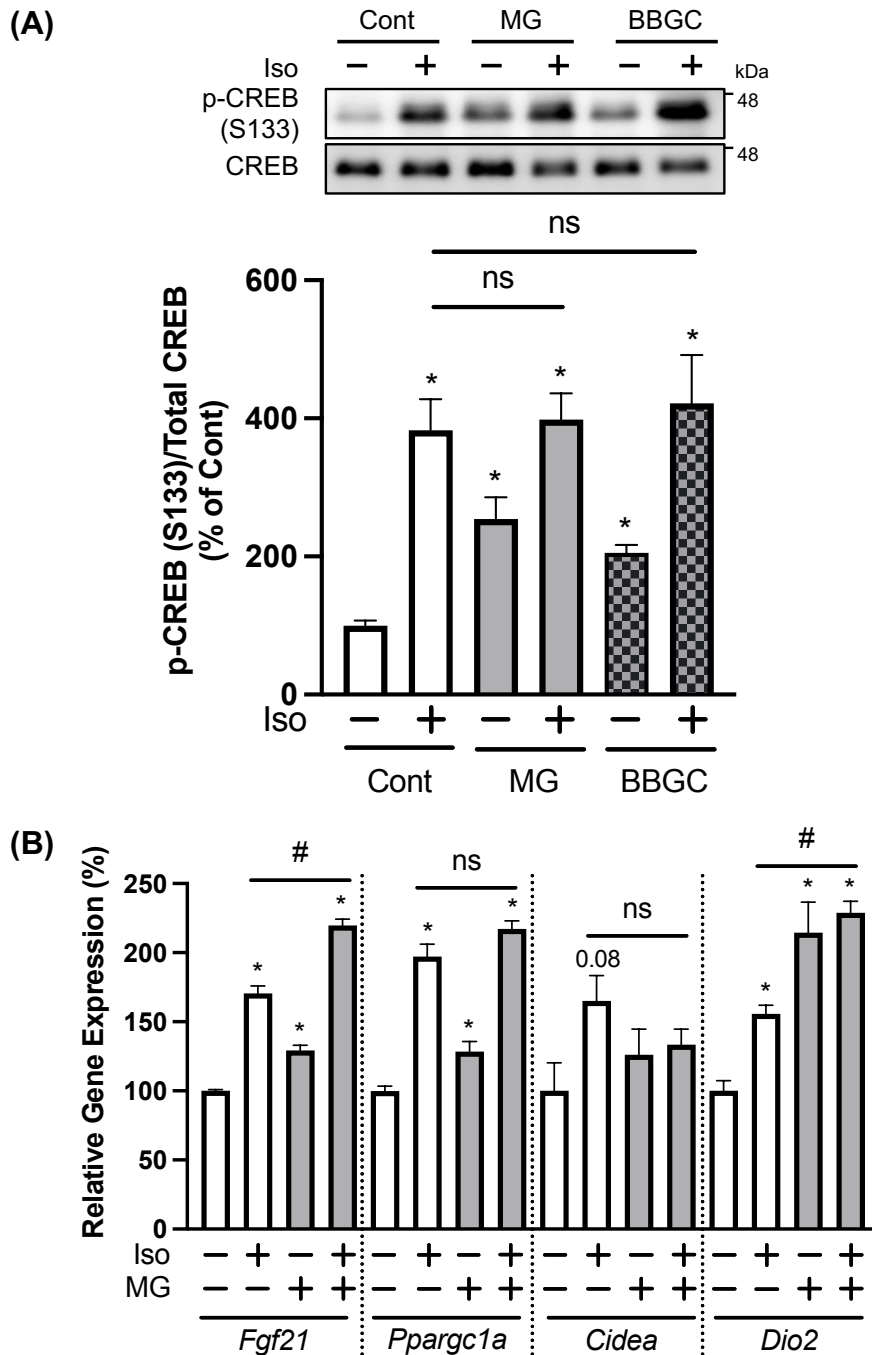 (A)
Cont MG BBGC
Iso − + − + − + kDa
p-CREB
(S133)
48
CREB
48
ns
ns
p-CREB (S133)/Total CREB
(% of Cont)
600
400
200
0
* * * * *
Iso − + − + − +
Cont MG BBGC
(B)
Relative Gene Expression (%)
250
200
150
100
50
0
# ns ns #
* * * * * * 0.08 * * *
Iso − + − + − + − + − + − + − + − +
MG − − + + − − + + − − + + − − + +
Fgf21 Ppargc1a Cidea Dio2